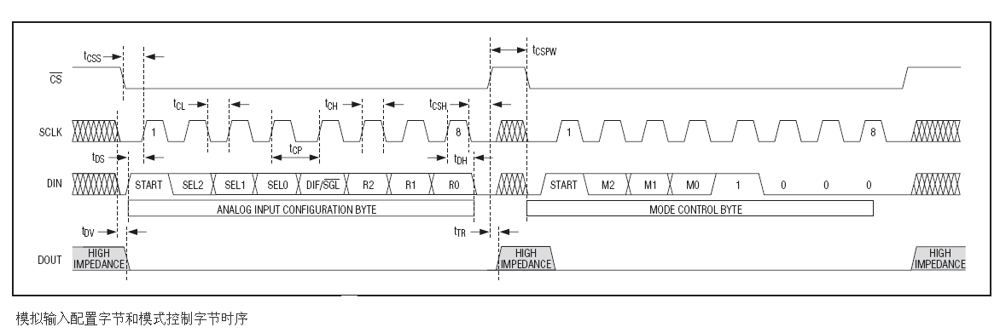 tCSS
tCSPW
CS
tCL
tCH
tCSH
SCLK
1
8
1
8
tCP
tDS
tDH
DIN
START SEL2 SEL1 SEL0 DIF/SGL R2 R1 R0
START M2 M1 M0 1 0 0 0
ANALOG INPUT CONFIGURATION BYTE
MODE CONTROL BYTE
tDV
tTR
DOUT
HIGH
IMPEDANCE
HIGH
IMPEDANCE
HIGH
IMPEDANCE
模拟输入配置字节和模式控制字节时序